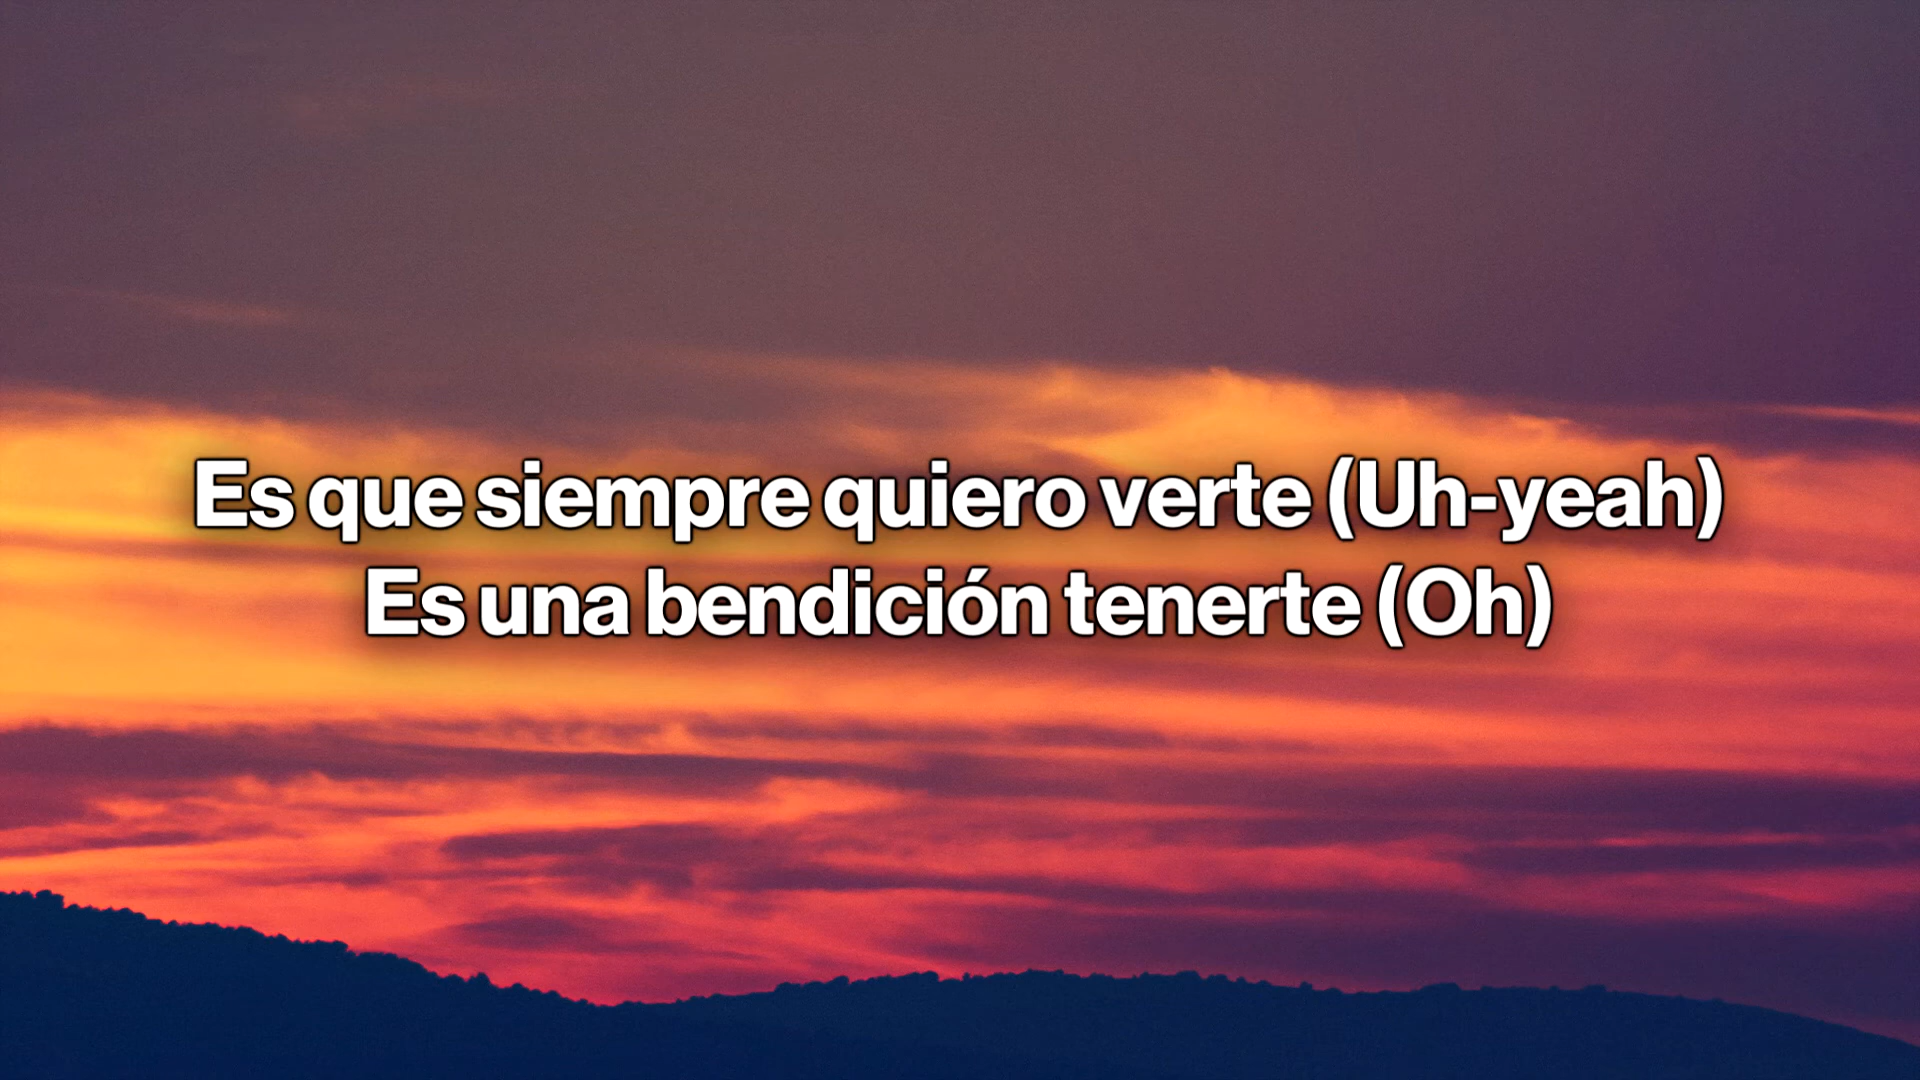 Es que siempre quiero verte (Uh-yeah)
Es una bendición tenerte (Oh)